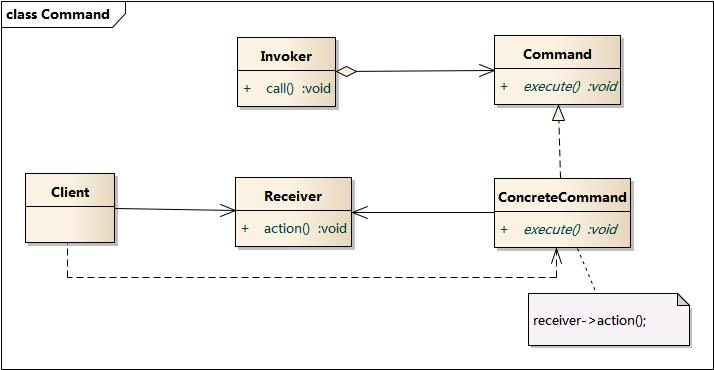 class Command
Invoker
+ call() :void
Command
+ execute() :void
Client
Receiver
+ action() :void
ConcreteCommand
+ execute() :void
receiver->action();